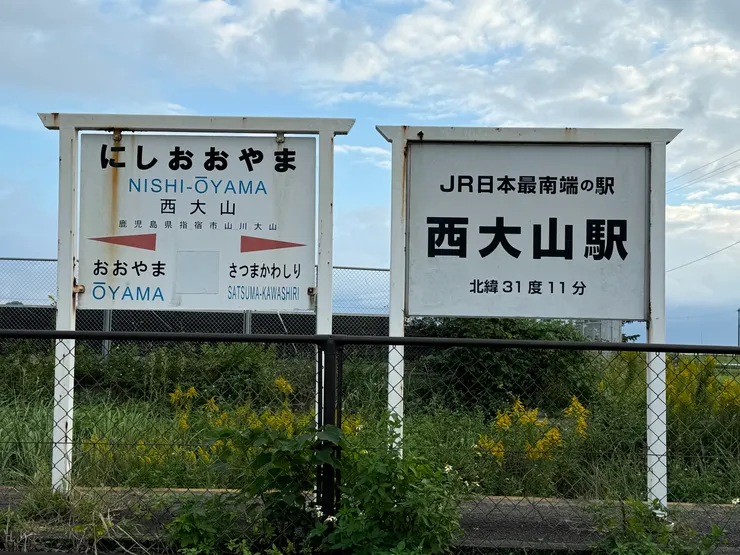 にしおおやま
NISHI-ŌYAMA
西大山
鹿児島県指宿市山川大山
おおやま
ŌYAMA
さつまかわしり
SATSUMA-KAWASHIRI
JR日本最南端の駅
西大山駅
北緯31度11分